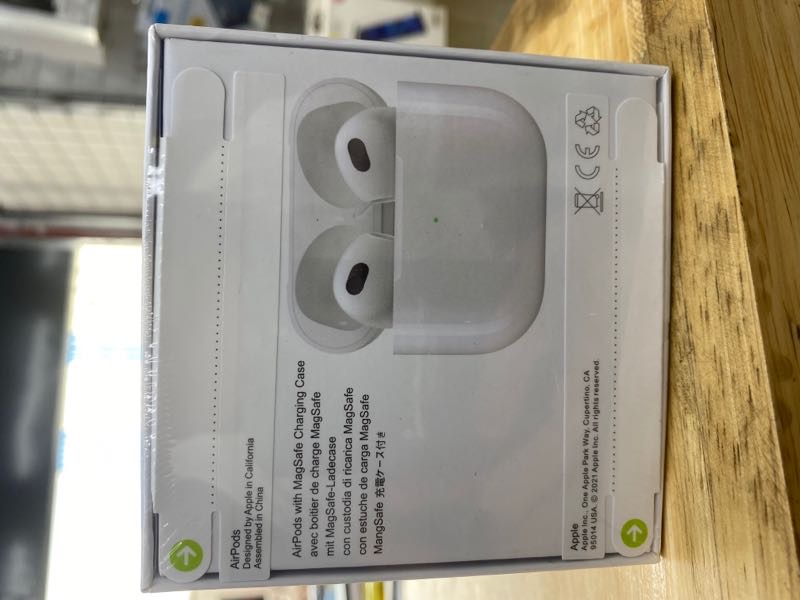 AirPods
Designed by Apple in California
Assembled in China
AirPods with MagSafe Charging Case
avec boitier de charge MagSafe
mit MagSafe-Ladecase
con custodia di ricarica MagSafe
con estuche de carga MagSafe
MangSafe 充電ケース付き
Apple
Apple Inc., One Apple Park Way, Cupertino, CA
95014 USA. © 2021 Apple Inc. All rights reserved.
CE